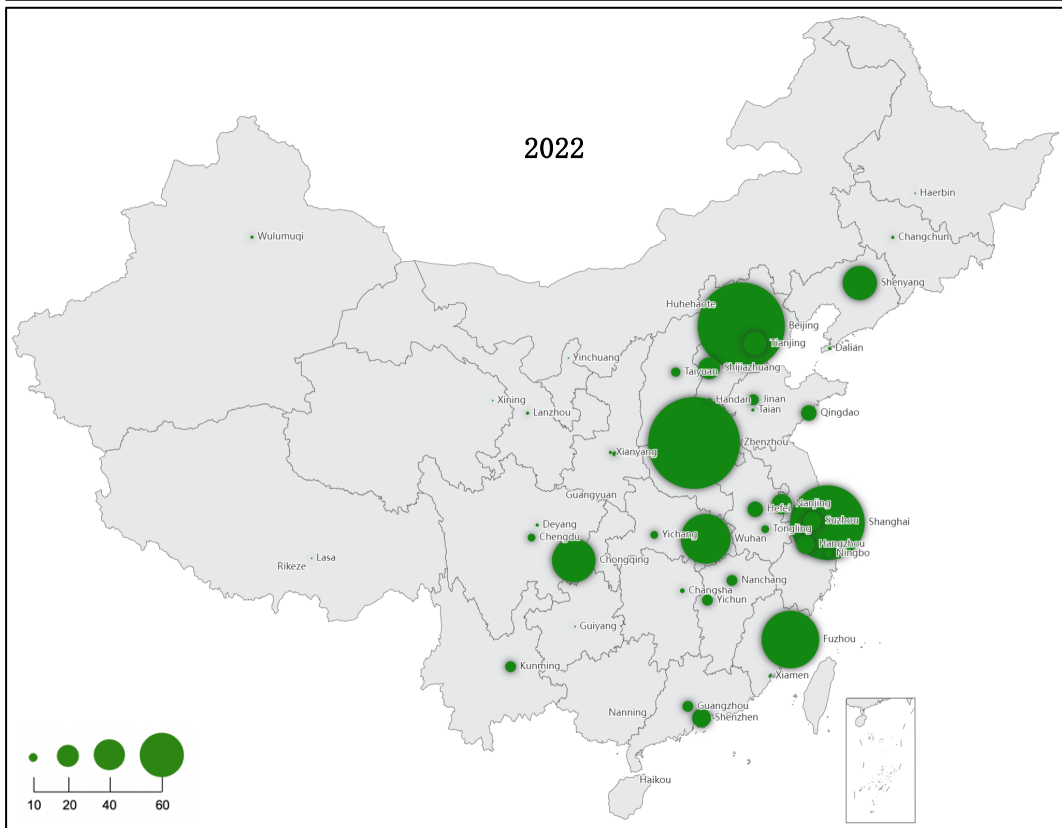 2022
Haerbin
Wulumuqi
Changchun
Shenyang
Huhehaote
Beijing
Tianjing
Dalian
Yinchuang
Shijiazhuang
Taiyuan
Xining
Handan
Jinan
Taian
Lanzhou
Qingdao
Zhenzhou
Xianyang
Guangyuan
Nanjing
Hefei
Suzhou
Shanghai
Deyang
Tongling
Chengdu
Yichang
Wuhan
Hangzhou
Ningbo
Lasa
Rikeze
Chongqing
Nanchang
Changsha
Yichun
Guiyang
Fuzhou
Kunming
Xiamen
Guangzhou
Nanning
Shenzhen
Haikou
10 20 40 60